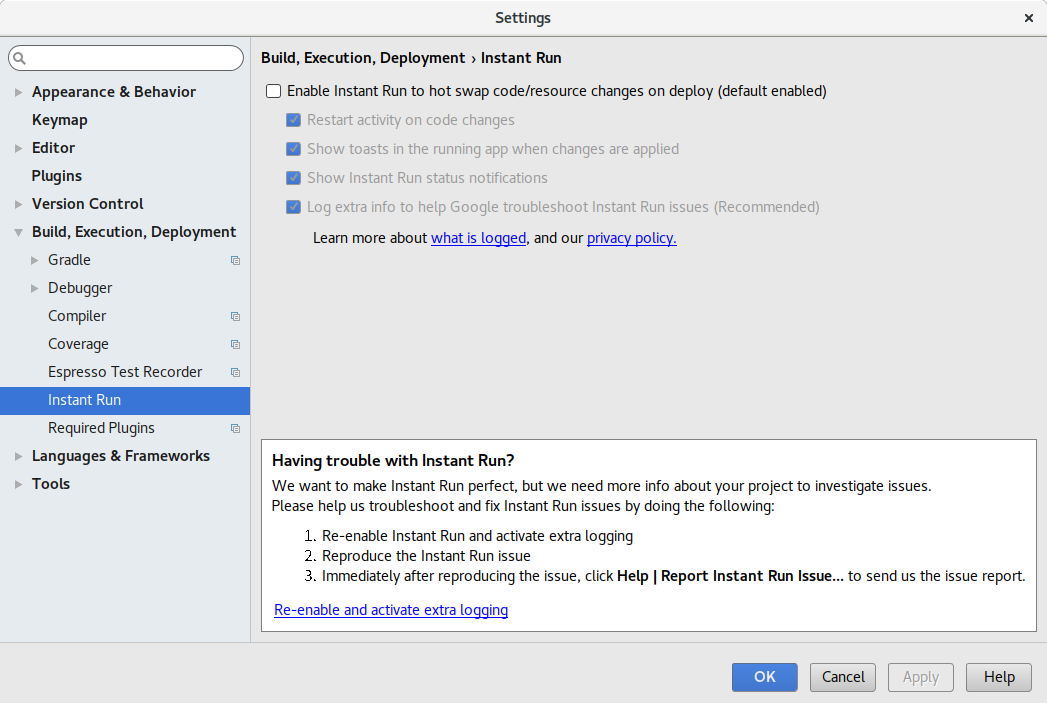 Settings
Build, Execution, Deployment › Instant Run
Appearance & Behavior
Keymap
Editor
Plugins
Version Control
Build, Execution, Deployment
Gradle
Debugger
Compiler
Coverage
Espresso Test Recorder
Instant Run
Required Plugins
Languages & Frameworks
Tools
Enable Instant Run to hot swap code/resource changes on deploy (default enabled)
Restart activity on code changes
Show toasts in the running app when changes are applied
Show Instant Run status notifications
Log extra info to help Google troubleshoot Instant Run issues (Recommended)
Learn more about what is logged, and our privacy policy.
Having trouble with Instant Run?
We want to make Instant Run perfect, but we need more info about your project to investigate issues.
Please help us troubleshoot and fix Instant Run issues by doing the following:
1. Re-enable Instant Run and activate extra logging
2. Reproduce the Instant Run issue
3. Immediately after reproducing the issue, click Help | Report Instant Run Issue... to send us the issue report.
Re-enable and activate extra logging
OK
Cancel
Apply
Help